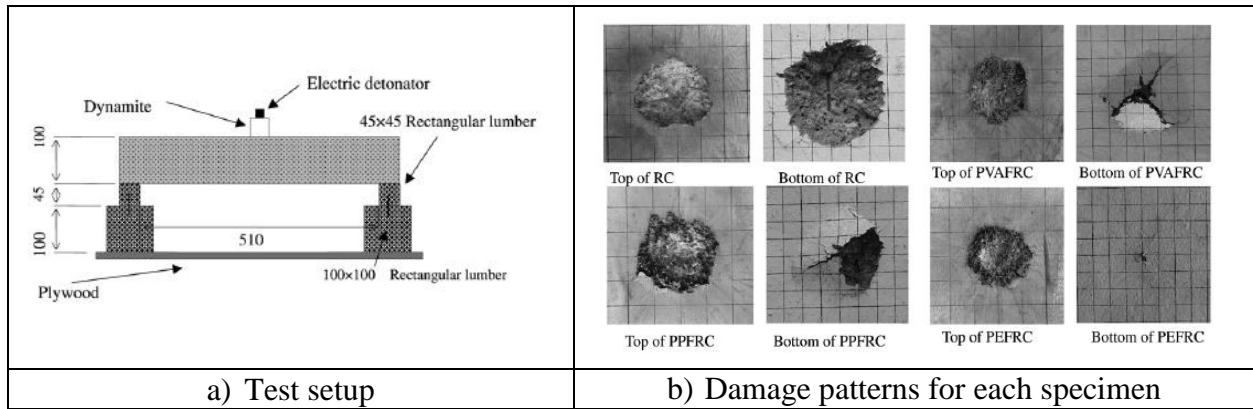 Electric detonator
Dynamite
45×45 Rectangular lumber
100
45
100
510
100×100 Rectangular lumber
Plywood
Top of RC
Bottom of RC
Top of PVAFRC
Bottom of PVAFRC
Top of PPFRC
Bottom of PPFRC
Top of PEFRC
Bottom of PEFRC
a) Test setup
b) Damage patterns for each specimen